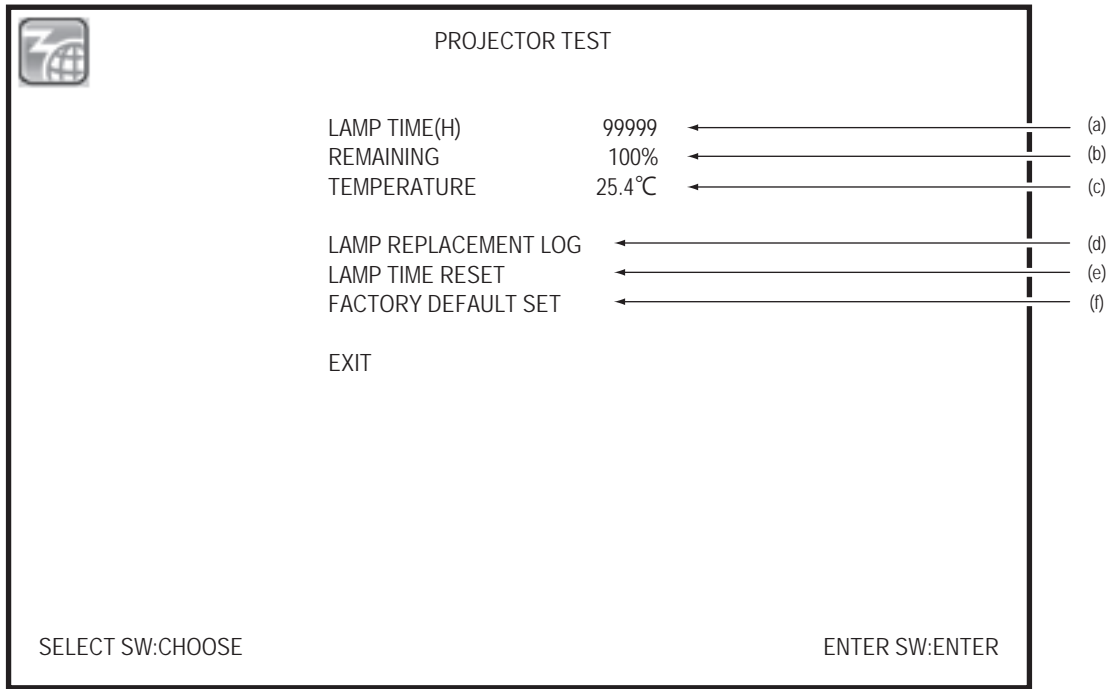 PROJECTOR TEST
LAMP TIME(H) 99999 (a)
REMAINING 100% (b)
TEMPERATURE 25.4℃ (c)
LAMP REPLACEMENT LOG (d)
LAMP TIME RESET (e)
FACTORY DEFAULT SET (f)
EXIT
SELECT SW:CHOOSE ENTER SW:ENTER